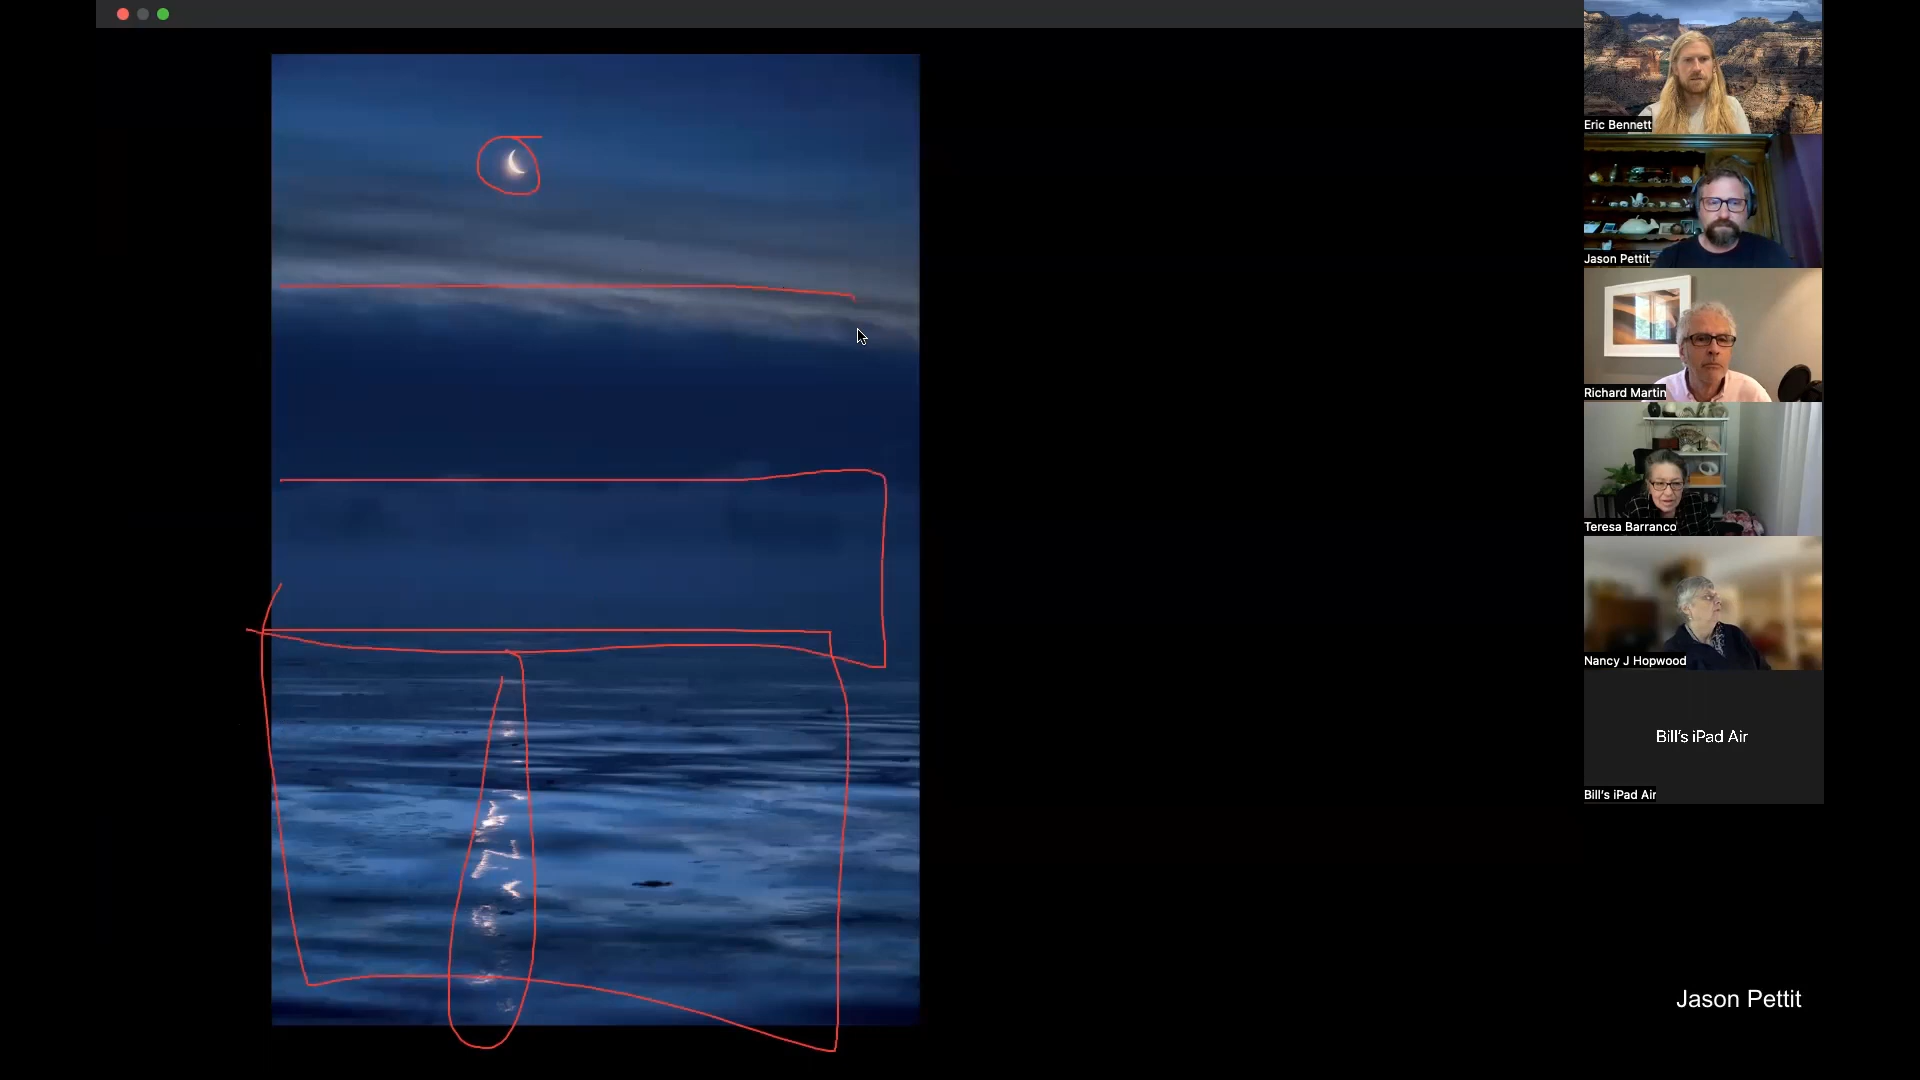 Eric Bennett
Jason Pettit
Richard Martin
Teresa Barranco
Nancy J Hopwood
Bill's iPad Air
Bill's iPad Air
Jason Pettit